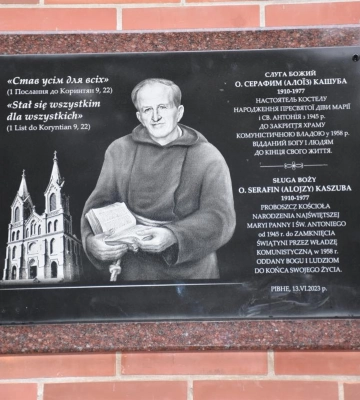 «Став усім для всіх»
(1 Послання до Коринтян 9, 22)
«Stał się wszystkim
dla wszystkich»
(1 List do Koryntian 9, 22)
СЛУГА БОЖИЙ
О. СЕРАФИМ (АЛОЇЗ) КАШУБА
1910-1977
НАСТОЯТЕЛЬ КОСТЕЛУ
НАРОДЖЕННЯ ПРЕСВЯТОЇ ДІВИ МАРІЇ
І СВ. АНТОНІЯ з 1945 р.
ДО ЗАКРИТТЯ ХРАМУ
КОМУНІСТИЧНОЮ ВЛАДОЮ у 1958 р.
ВІДДАНИЙ БОГУ І ЛЮДЯМ
ДО КІНЦЯ СВОГО ЖИТТЯ.
SŁUGA BOŻY
O. SERAFIN (ALOJZY) KASZUBA
1910-1977
PROBOSZCZ KOŚCIOŁA
NARODZENIA NAJŚWIĘTSZEJ
MARYI PANNY I ŚW. ANTONIEGO
od 1945 r. do ZAMKNIĘCIA
ŚWIĄTYNI PRZEZ WŁADZĘ
KOMUNISTYCZNĄ w 1958 r.
ODDANY BOGU I LUDZIOM
DO KOŃCA SWOJEGO ŻYCIA.
РІВНЕ, 13.VI.2023 р.